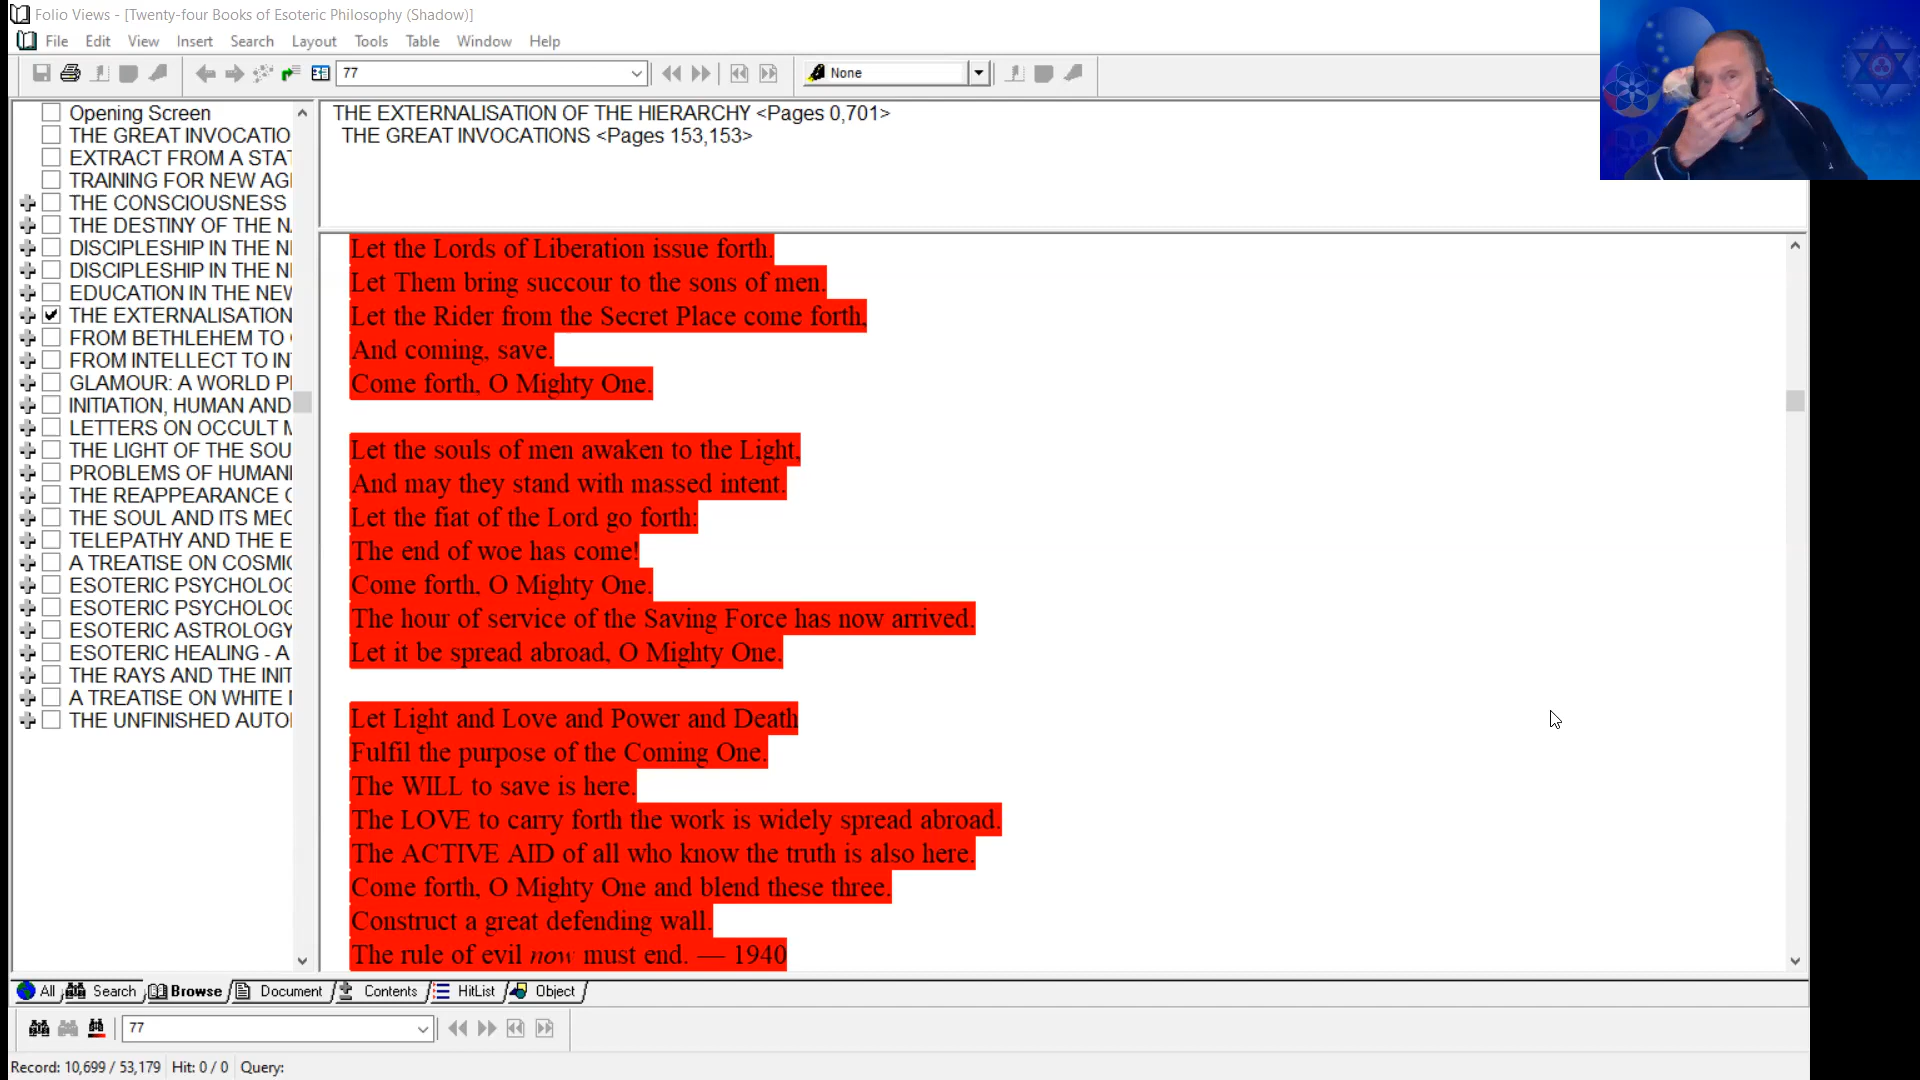 Folio Views - [Twenty-four Books of Esoteric Philosophy (Shadow)]
File Edit View Insert Search Layout Tools Table Window Help
77
None
Opening Screen
THE GREAT INVOCATIO
EXTRACT FROM A STAT
TRAINING FOR NEW AG
THE CONSCIOUSNESS
THE DESTINY OF THE N
DISCIPLESHIP IN THE N
DISCIPLESHIP IN THE N
EDUCATION IN THE NEW
THE EXTERNALISATION
FROM BETHLEHEM TO
FROM INTELLECT TO IN
GLAMOUR: A WORLD P
INITIATION, HUMAN AND
LETTERS ON OCCULT M
THE LIGHT OF THE SOU
PROBLEMS OF HUMAN
THE REAPPEARANCE C
THE SOUL AND ITS MEC
TELEPATHY AND THE E
A TREATISE ON COSMIC
ESOTERIC PSYCHOLOG
ESOTERIC PSYCHOLOG
ESOTERIC ASTROLOGY
ESOTERIC HEALING - A
THE RAYS AND THE INIT
A TREATISE ON WHITE
THE UNFINISHED AUTO
THE EXTERNALISATION OF THE HIERARCHY <Pages 0,701>
THE GREAT INVOCATIONS <Pages 153,153>
Let the Lords of Liberation issue forth.
Let Them bring succour to the sons of men.
Let the Rider from the Secret Place come forth,
And coming, save.
Come forth, O Mighty One.
Let the souls of men awaken to the Light,
And may they stand with massed intent.
Let the fiat of the Lord go forth:
The end of woe has come!
Come forth, O Mighty One.
The hour of service of the Saving Force has now arrived.
Let it be spread abroad, O Mighty One.
Let Light and Love and Power and Death
Fulfil the purpose of the Coming One.
The WILL to save is here.
The LOVE to carry forth the work is widely spread abroad.
The ACTIVE AID of all who know the truth is also here.
Come forth, O Mighty One and blend these three.
Construct a great defending wall.
The rule of evil now must end. — 1940
All Search Browse Document Contents HitList Object
77
Record: 10,699 / 53,179 Hit: 0 / 0 Query: